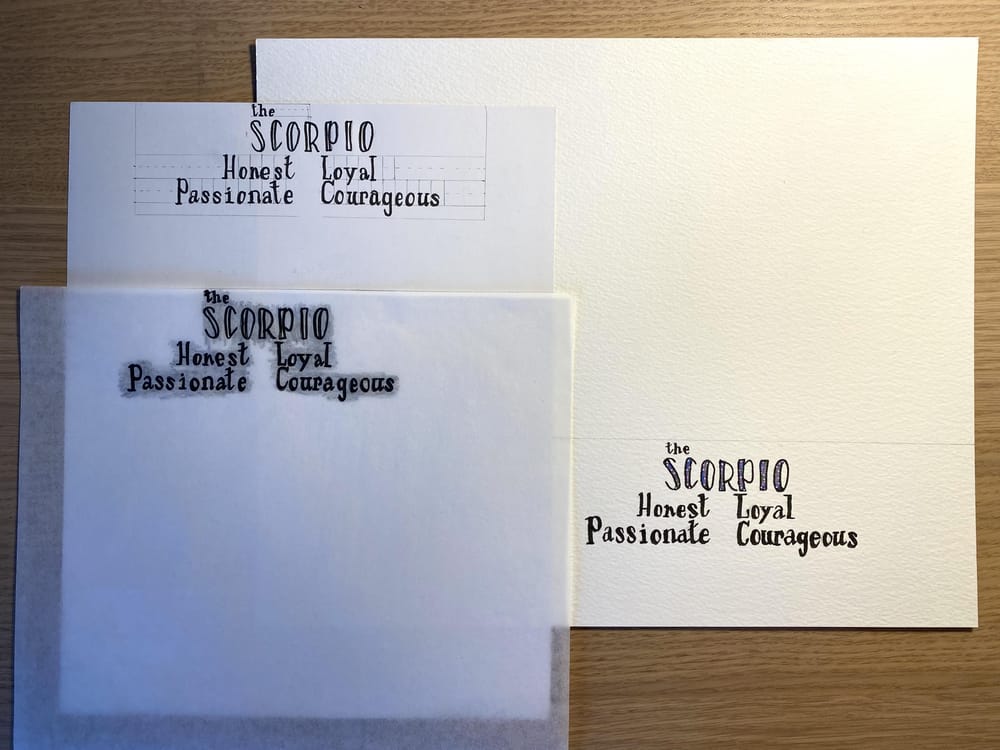 the
SCORPIO
Honest Loyal
Passionate Courageous
the
SCORPIO
Honest Loyal
Passionate Courageous
the
SCORPIO
Honest Loyal
Passionate Courageous